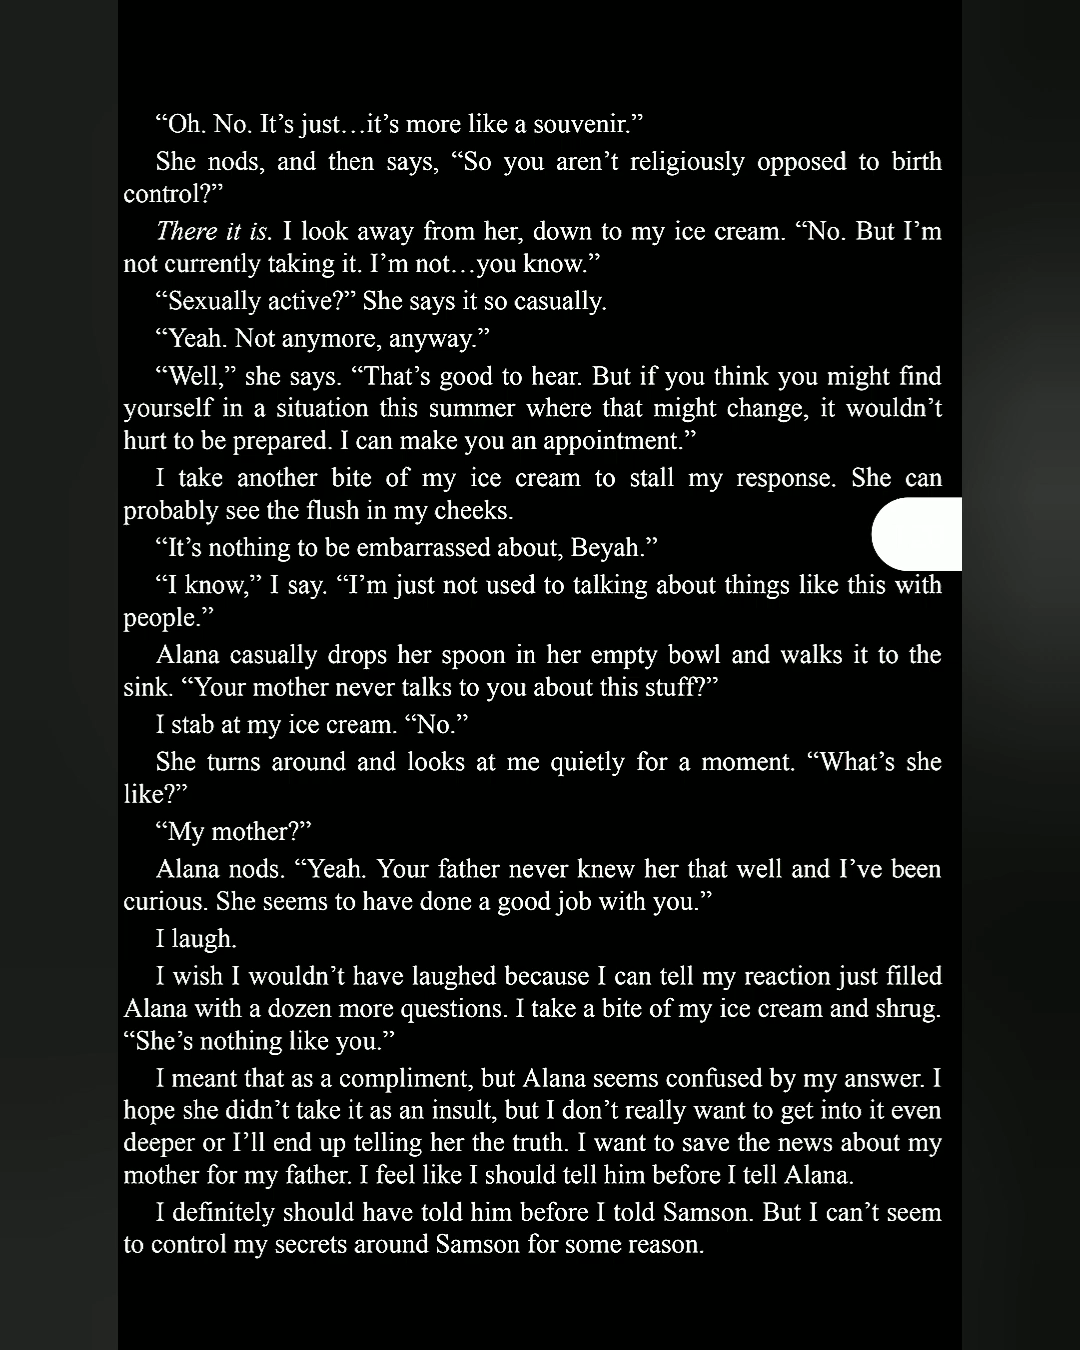 “Oh. No. It’s just…it’s more like a souvenir.”
She nods, and then says, “So you aren’t religiously opposed to birth
control?”
There it is. I look away from her, down to my ice cream. “No. But I’m
not currently taking it. I’m not…you know.”
“Sexually active?” She says it so casually.
“Yeah. Not anymore, anyway.”
“Well,” she says. “That’s good to hear. But if you think you might find
yourself in a situation this summer where that might change, it wouldn’t
hurt to be prepared. I can make you an appointment.”
I take another bite of my ice cream to stall my response. She can
probably see the flush in my cheeks.
“It’s nothing to be embarrassed about, Beyah.”
“I know,” I say. “I’m just not used to talking about things like this with
people.”
Alana casually drops her spoon in her empty bowl and walks it to the
sink. “Your mother never talks to you about this stuff?”
I stab at my ice cream. “No.”
She turns around and looks at me quietly for a moment. “What’s she
like?”
“My mother?”
Alana nods. “Yeah. Your father never knew her that well and I’ve been
curious. She seems to have done a good job with you.”
I laugh.
I wish I wouldn’t have laughed because I can tell my reaction just filled
Alana with a dozen more questions. I take a bite of my ice cream and shrug.
“She’s nothing like you.”
I meant that as a compliment, but Alana seems confused by my answer. I
hope she didn’t take it as an insult, but I don’t really want to get into it even
deeper or I’ll end up telling her the truth. I want to save the news about my
mother for my father. I feel like I should tell him before I tell Alana.
I definitely should have told him before I told Samson. But I can’t seem
to control my secrets around Samson for some reason.